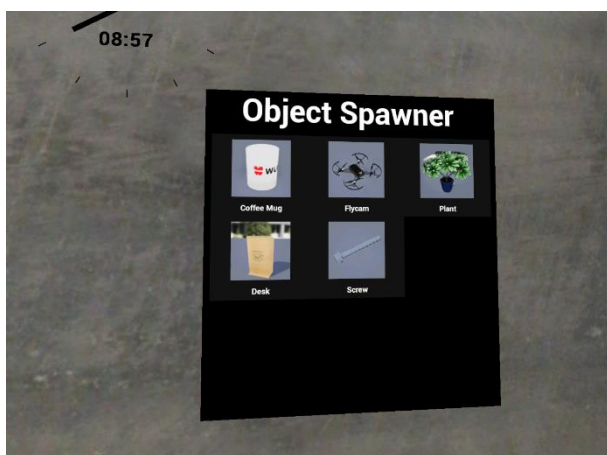 08:57
Object Spawner
Coffee Mug
Flycam
Plant
Desk
Screw